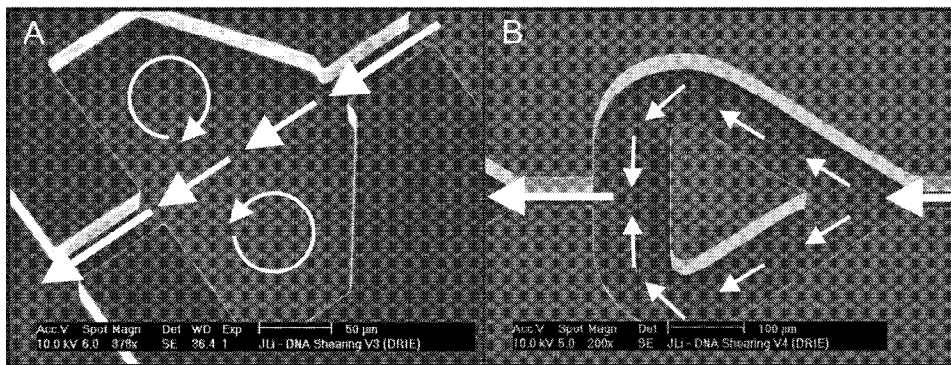 A
B
Acc.V Spot Magn Det WD Exp 50 µm
10.0 kV 6.0 378x SE 36.4 1 JLi - DNA Shearing V3 (DRIE)
Acc.V Spot Magn Det 100 µm
10.0 kV 5.0 200x SE JLi - DNA Shearing V4 (DRIE)